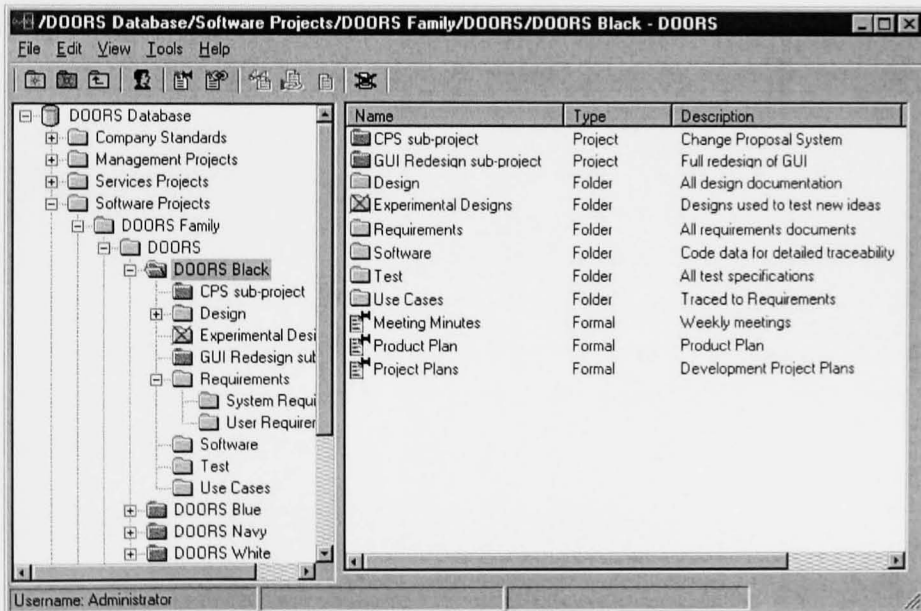 /DOORS Database/Software Projects/DOORS Family/DOORS/DOORS Black - DOORS
File Edit View Tools Help
DOORS Database
Company Standards
Management Projects
Services Projects
Software Projects
DOORS Family
DOORS
DOORS Black
CPS sub-project
Design
Experimental Desi
GUI Redesign sub
Requirements
System Requi
User Requirer
Software
Test
Use Cases
DOORS Blue
DOORS Navy
DOORS White
Name Type Description
CPS sub-project Project Change Proposal System
GUI Redesign sub-project Project Full redesign of GUI
Design Folder All design documentation
Experimental Designs Folder Designs used to test new ideas
Requirements Folder All requirements documents
Software Folder Code data for detailed traceability
Test Folder All test specifications
Use Cases Folder Traced to Requirements
Meeting Minutes Formal Weekly meetings
Product Plan Formal Product Plan
Project Plans Formal Development Project Plans
Username: Administrator